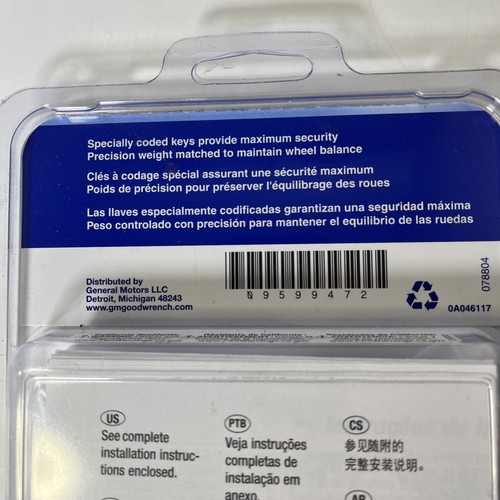 Specially coded keys provide maximum security
Precision weight matched to maintain wheel balance
Clés à codage spécial assurant une sécurité maximum
Poids de précision pour préserver l'équilibrage des roues
Las llaves especialmente codificadas garantizan una seguridad máxima
Peso controlado con precisión para mantener el equilibrio de las ruedas
Distributed by
General Motors LLC
Detroit, Michigan 48243
www.gmgoodwrench.com
09599472
078804
0A046117
US
See complete
installation instruc-
tions enclosed.
PTB
Veja instruções
completas de
instalação em
anexo.
CS
参见随附的
完整安装说明。
AR